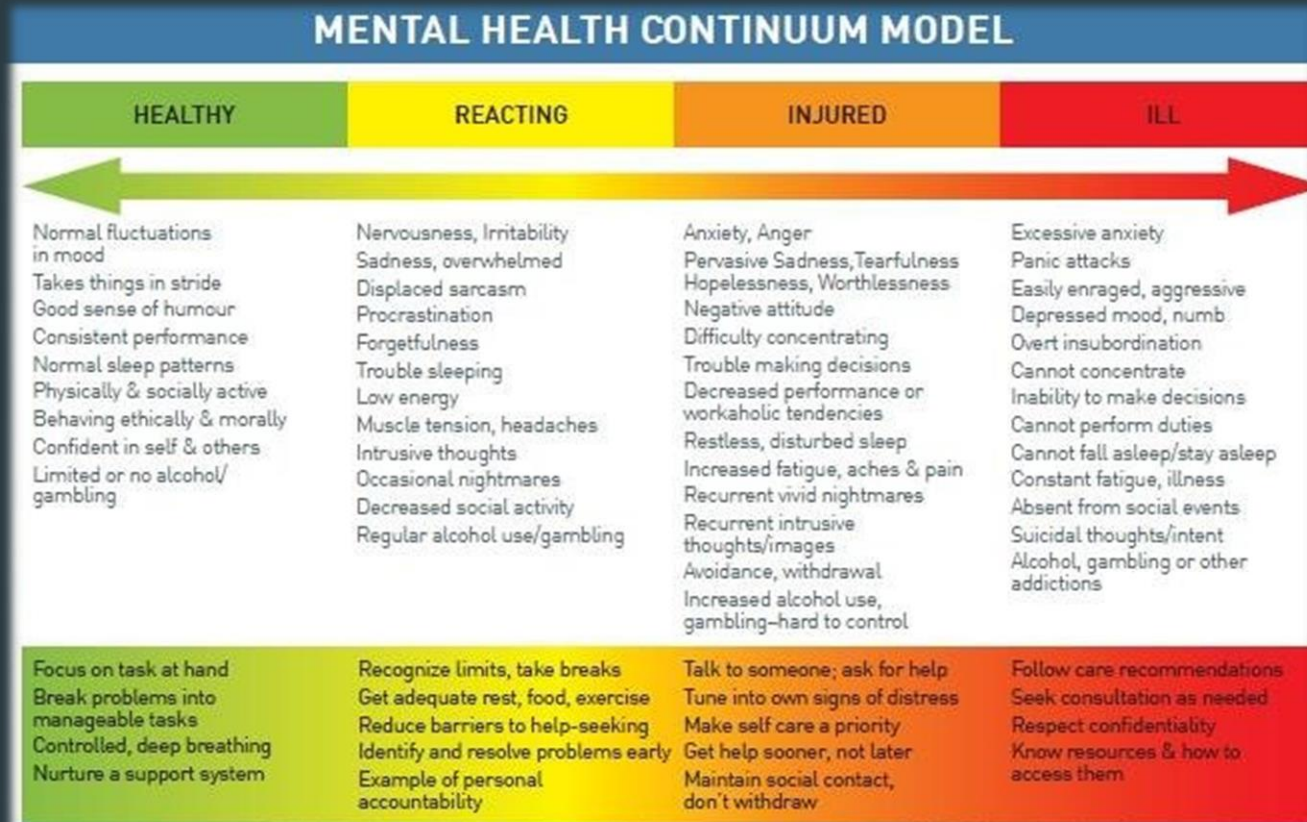 MENTAL HEALTH CONTINUUM MODEL
HEALTHY
REACTING
INJURED
ILL
Normal fluctuations
in mood
Takes things in stride
Good sense of humour
Consistent performance
Normal sleep patterns
Physically & socially active
Behaving ethically & morally
Confident in self & others
Limited or no alcohol/
gambling
Nervousness, Irritability
Sadness, overwhelmed
Displaced sarcasm
Procrastination
Forgetfulness
Trouble sleeping
Low energy
Muscle tension, headaches
Intrusive thoughts
Occasional nightmares
Decreased social activity
Regular alcohol use/gambling
Anxiety, Anger
Pervasive Sadness,Tearfulness
Hopelessness, Worthlessness
Negative attitude
Difficulty concentrating
Trouble making decisions
Decreased performance or
workaholic tendencies
Restless, disturbed sleep
Increased fatigue, aches & pain
Recurrent vivid nightmares
Recurrent intrusive
thoughts/images
Avoidance, withdrawal
Increased alcohol use,
gambling–hard to control
Excessive anxiety
Panic attacks
Easily enraged, aggressive
Depressed mood, numb
Overt insubordination
Cannot concentrate
Inability to make decisions
Cannot perform duties
Cannot fall asleep/stay asleep
Constant fatigue, illness
Absent from social events
Suicidal thoughts/intent
Alcohol, gambling or other
addictions
Focus on task at hand
Break problems into
manageable tasks
Controlled, deep breathing
Nurture a support system
Recognize limits, take breaks
Get adequate rest, food, exercise
Reduce barriers to help-seeking
Identify and resolve problems early
Example of personal
accountability
Talk to someone; ask for help
Tune into own signs of distress
Make self care a priority
Get help sooner, not later
Maintain social contact,
don't withdraw
Follow care recommendations
Seek consultation as needed
Respect confidentiality
Know resources & how to
access them